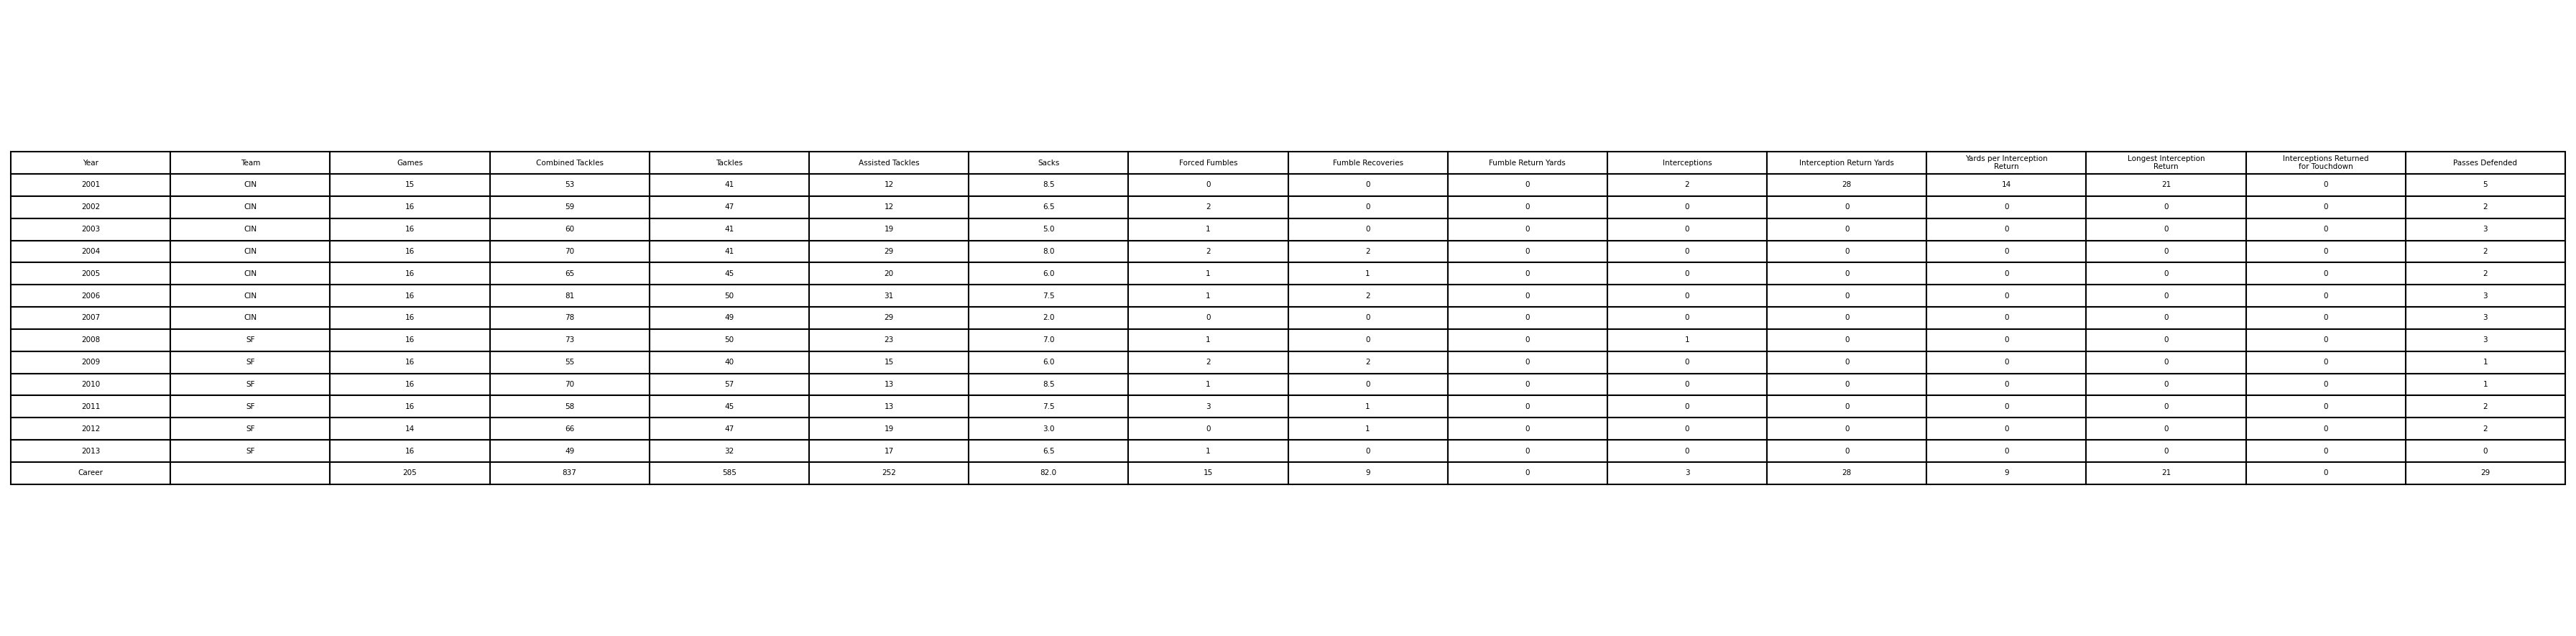 Year Team Games Combined Tackles Tackles Assisted Tackles Sacks Forced Fumbles Fumble Recoveries Fumble Return Yards Interceptions Interception Return Yards Yards per Interception Return Longest Interception Return Interceptions Returned for Touchdown Passes Defended
2001 CIN 15 53 41 12 8.5 0 0 0 2 28 14 21 0 5
2002 CIN 16 59 47 12 6.5 2 0 0 0 0 0 0 0 2
2003 CIN 16 60 41 19 5.0 1 0 0 0 0 0 0 0 3
2004 CIN 16 70 41 29 8.0 2 2 0 0 0 0 0 0 2
2005 CIN 16 65 45 20 6.0 1 1 0 0 0 0 0 0 2
2006 CIN 16 81 50 31 7.5 1 2 0 0 0 0 0 0 3
2007 CIN 16 78 49 29 2.0 0 0 0 0 0 0 0 0 3
2008 SF 16 73 50 23 7.0 1 0 0 1 0 0 0 0 3
2009 SF 16 55 40 15 6.0 2 2 0 0 0 0 0 0 1
2010 SF 16 70 57 13 8.5 1 0 0 0 0 0 0 0 1
2011 SF 16 58 45 13 7.5 3 1 0 0 0 0 0 0 2
2012 SF 14 66 47 19 3.0 0 1 0 0 0 0 0 0 2
2013 SF 16 49 32 17 6.5 1 0 0 0 0 0 0 0 0
Career 205 837 585 252 82.0 15 9 0 3 28 9 21 0 29